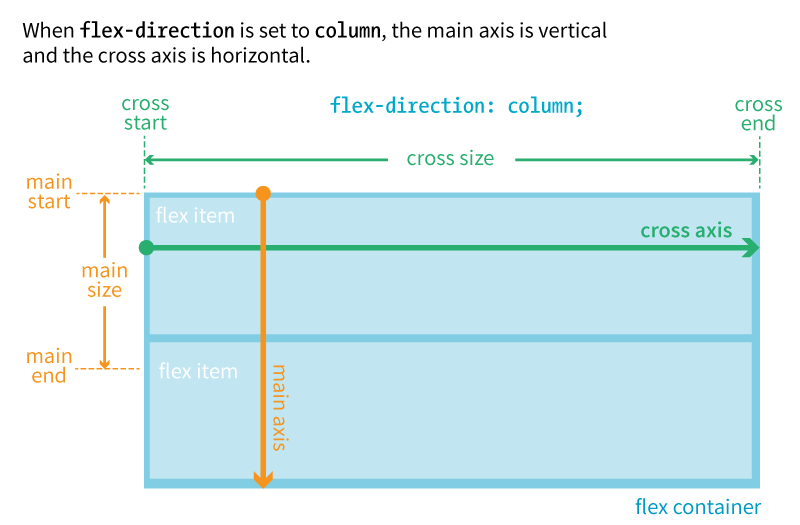 When flex-direction is set to column, the main axis is vertical
and the cross axis is horizontal.
cross
start
flex-direction: column;
cross
end
cross size
main
start
flex item
cross axis
main
size
main
end
flex item
main axis
flex container